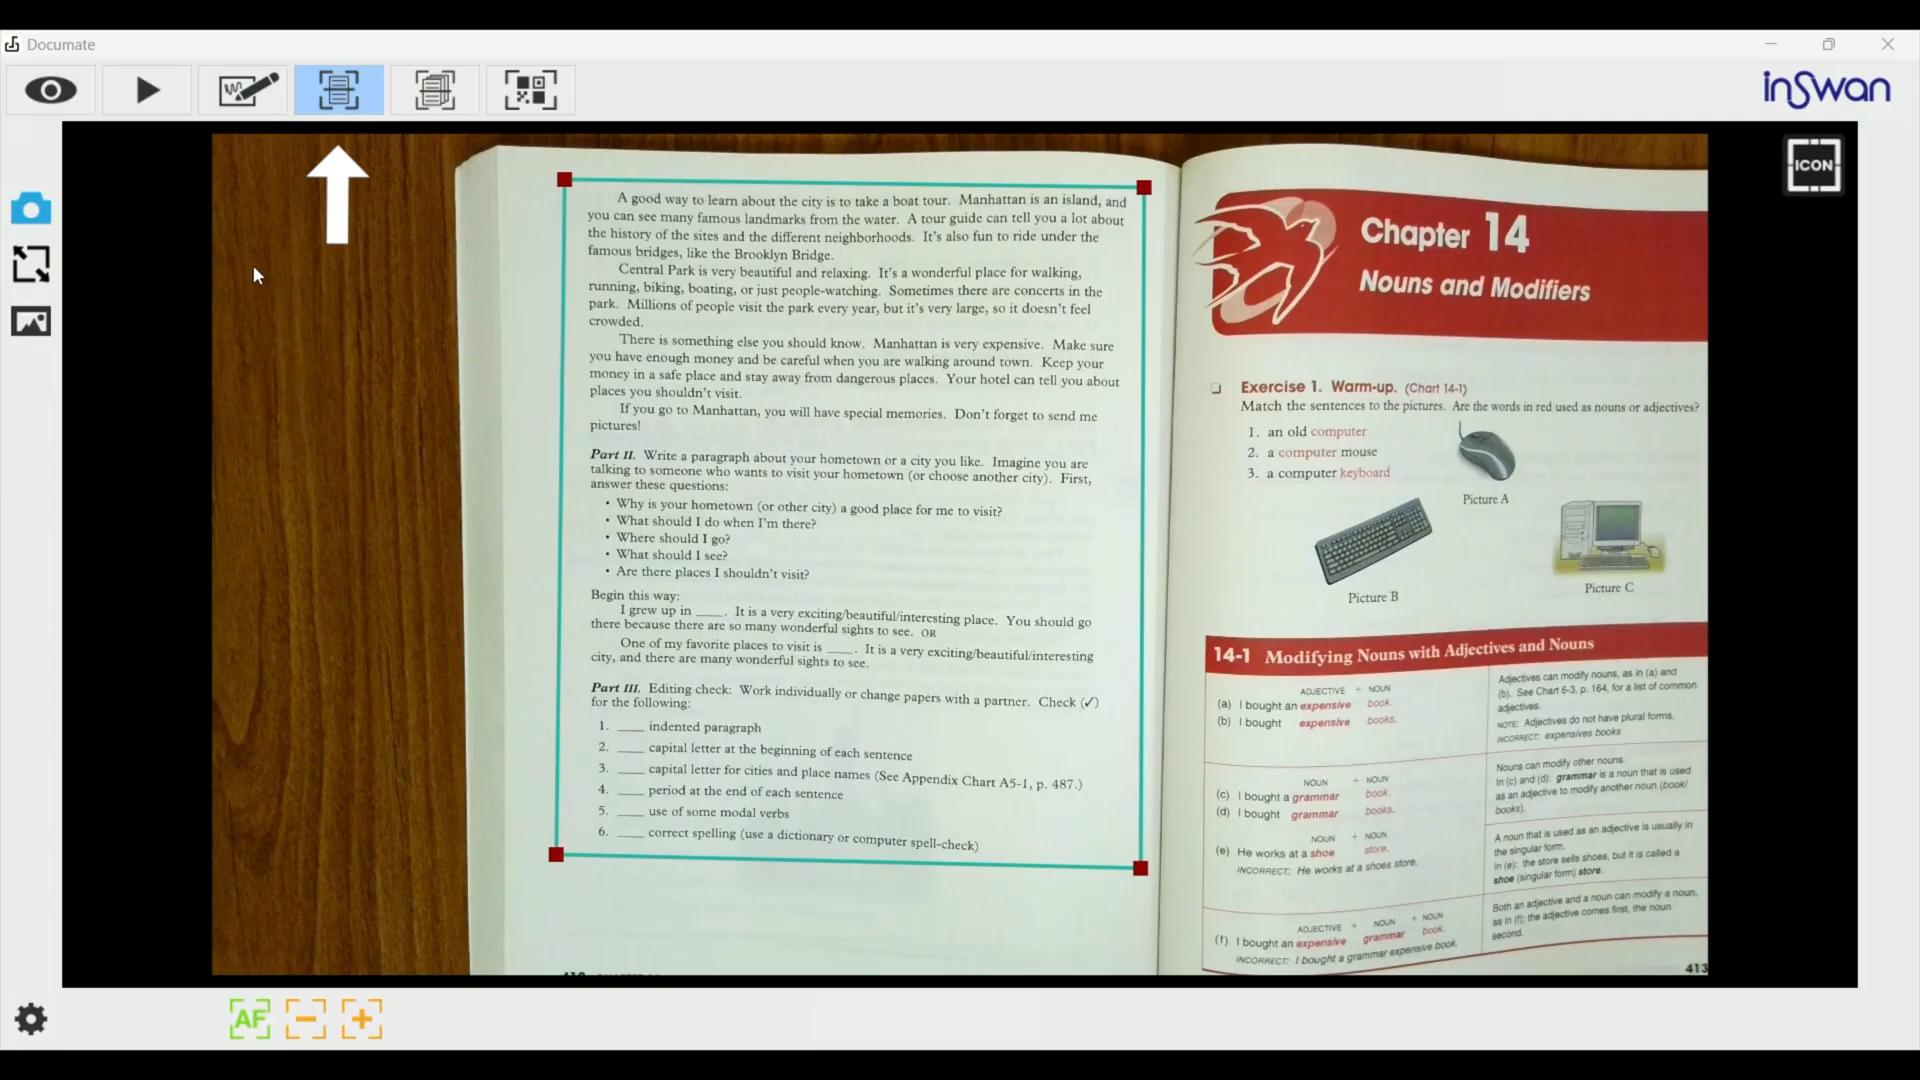 Documate
inSwan
AF
ICON
A good way to learn about the city is to take a boat tour. Manhattan is an island, and
you can see many famous landmarks from the water. A tour guide can tell you a lot about
the history of the sites and the different neighborhoods. It's also fun to ride under the
famous bridges, like the Brooklyn Bridge.
Central Park is very beautiful and relaxing. It's a wonderful place for walking,
running, biking, boating, or just people-watching. Sometimes there are concerts in the
park. Millions of people visit the park every year, but it's very large, so it doesn't feel
crowded.
There is something else you should know. Manhattan is very expensive. Make sure
you have enough money and be careful when you are walking around town. Keep your
money in a safe place and stay away from dangerous places. Your hotel can tell you about
places you shouldn't visit.
If you go to Manhattan, you will have special memories. Don't forget to send me
pictures!
Part II. Write a paragraph about your hometown or a city you like. Imagine you are
talking to someone who wants to visit your hometown (or choose another city). First,
answer these questions:
• Why is your hometown (or other city) a good place for me to visit?
• What should I do when I'm there?
• Where should I go?
• What should I see?
• Are there places I shouldn't visit?
Begin this way:
I grew up in ____. It is a very exciting/beautiful/interesting place. You should go
there because there are so many wonderful sights to see. OR
One of my favorite places to visit is ____. It is a very exciting/beautiful/interesting
city, and there are many wonderful sights to see.
Part III. Editing check: Work individually or change papers with a partner. Check (✓)
for the following:
1. ____ indented paragraph
2. ____ capital letter at the beginning of each sentence
3. ____ capital letter for cities and place names (See Appendix Chart A5-1, p. 487.)
4. ____ period at the end of each sentence
5. ____ use of some modal verbs
6. ____ correct spelling (use a dictionary or computer spell-check)
Chapter 14
Nouns and Modifiers
❑ Exercise 1. Warm-up. (Chart 14-1)
Match the sentences to the pictures. Are the words in red used as nouns or adjectives?
1. an old computer
2. a computer mouse
3. a computer keyboard
Picture A
Picture B
Picture C
14-1 Modifying Nouns with Adjectives and Nouns
ADJECTIVE + NOUN
(a) I bought an expensive book.
(b) I bought expensive books.
Adjectives can modify nouns, as in (a) and
(b). See Chart 6-3, p. 164, for a list of common
adjectives.
NOTE: Adjectives do not have plural forms.
INCORRECT: expensives books
NOUN + NOUN
(c) I bought a grammar book.
(d) I bought grammar books.
Nouns can modify other nouns.
In (c) and (d): grammar is a noun that is used
as an adjective to modify another noun (book/
books).
NOUN + NOUN
(e) He works at a shoe store.
INCORRECT: He works at a shoes store.
A noun that is used as an adjective is usually in
the singular form.
In (e): the store sells shoes, but it is called a
shoe (singular form) store.
ADJECTIVE + NOUN + NOUN
(f) I bought an expensive grammar book.
INCORRECT: I bought a grammar expensive book.
Both an adjective and a noun can modify a noun,
as in (f); the adjective comes first, the noun
second.
413